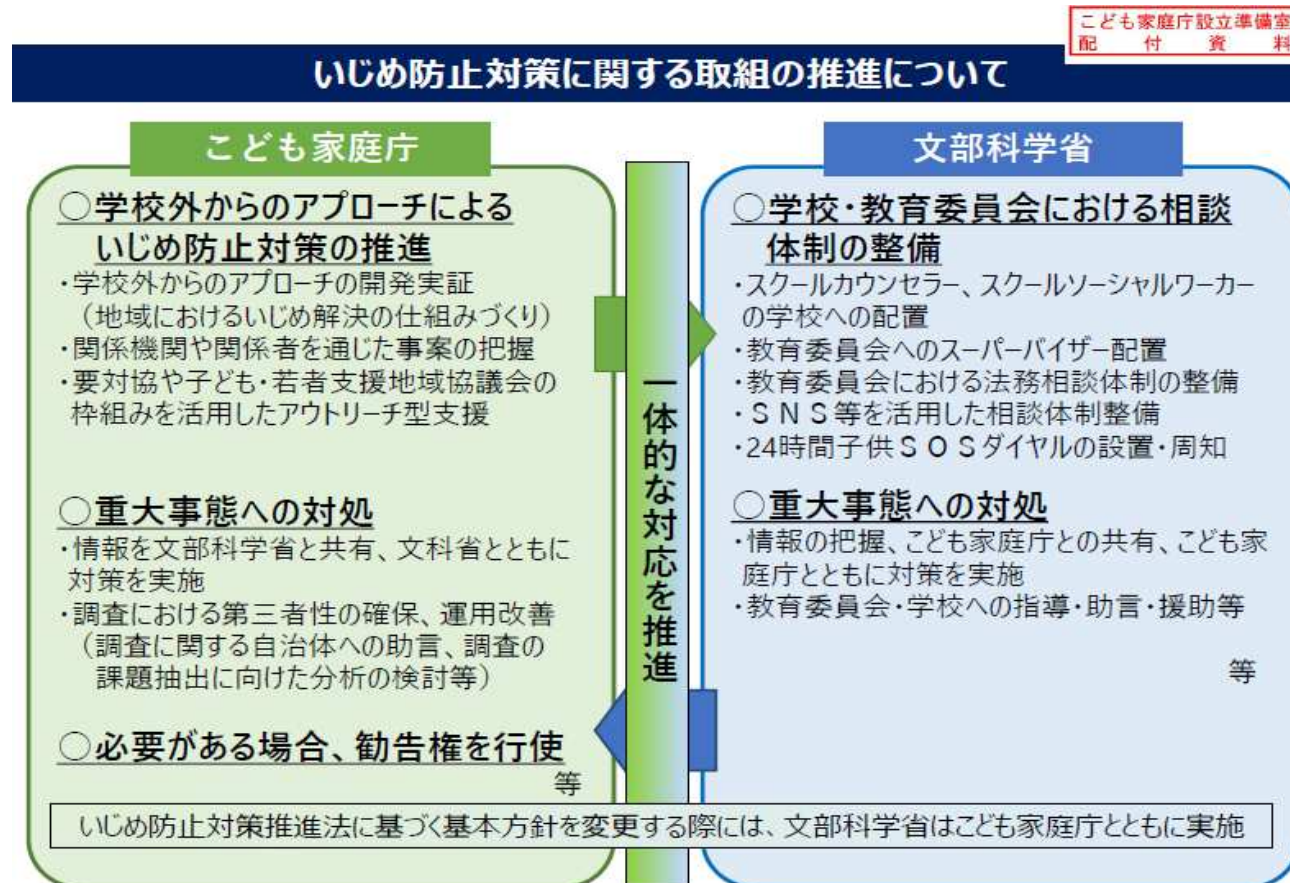 こども家庭庁設立準備室
配付資料
いじめ防止対策に関する取組の推進について
こども家庭庁
○学校外からのアプローチによる
いじめ防止対策の推進
・学校外からのアプローチの開発実証
（地域におけるいじめ解決の仕組みづくり）
・関係機関や関係者を通じた事案の把握
・要対協や子ども・若者支援地域協議会の
枠組みを活用したアウトリーチ型支援
○重大事態への対処
・情報を文部科学省と共有、文科省とともに
対策を実施
・調査における第三者性の確保、運用改善
（調査に関する自治体への助言、調査の
課題抽出に向けた分析の検討等）
○必要がある場合、勧告権を行使
等
一体的な対応を推進
文部科学省
○学校・教育委員会における相談
体制の整備
・スクールカウンセラー、スクールソーシャルワーカー
の学校への配置
・教育委員会へのスーパーバイザー配置
・教育委員会における法務相談体制の整備
・ＳＮＳ等を活用した相談体制整備
・24時間子供ＳＯＳダイヤルの設置・周知
○重大事態への対処
・情報の把握、こども家庭庁との共有、こども家
庭庁とともに対策を実施
・教育委員会・学校への指導・助言・援助等
等
いじめ防止対策推進法に基づく基本方針を変更する際には、文部科学省はこども家庭庁とともに実施